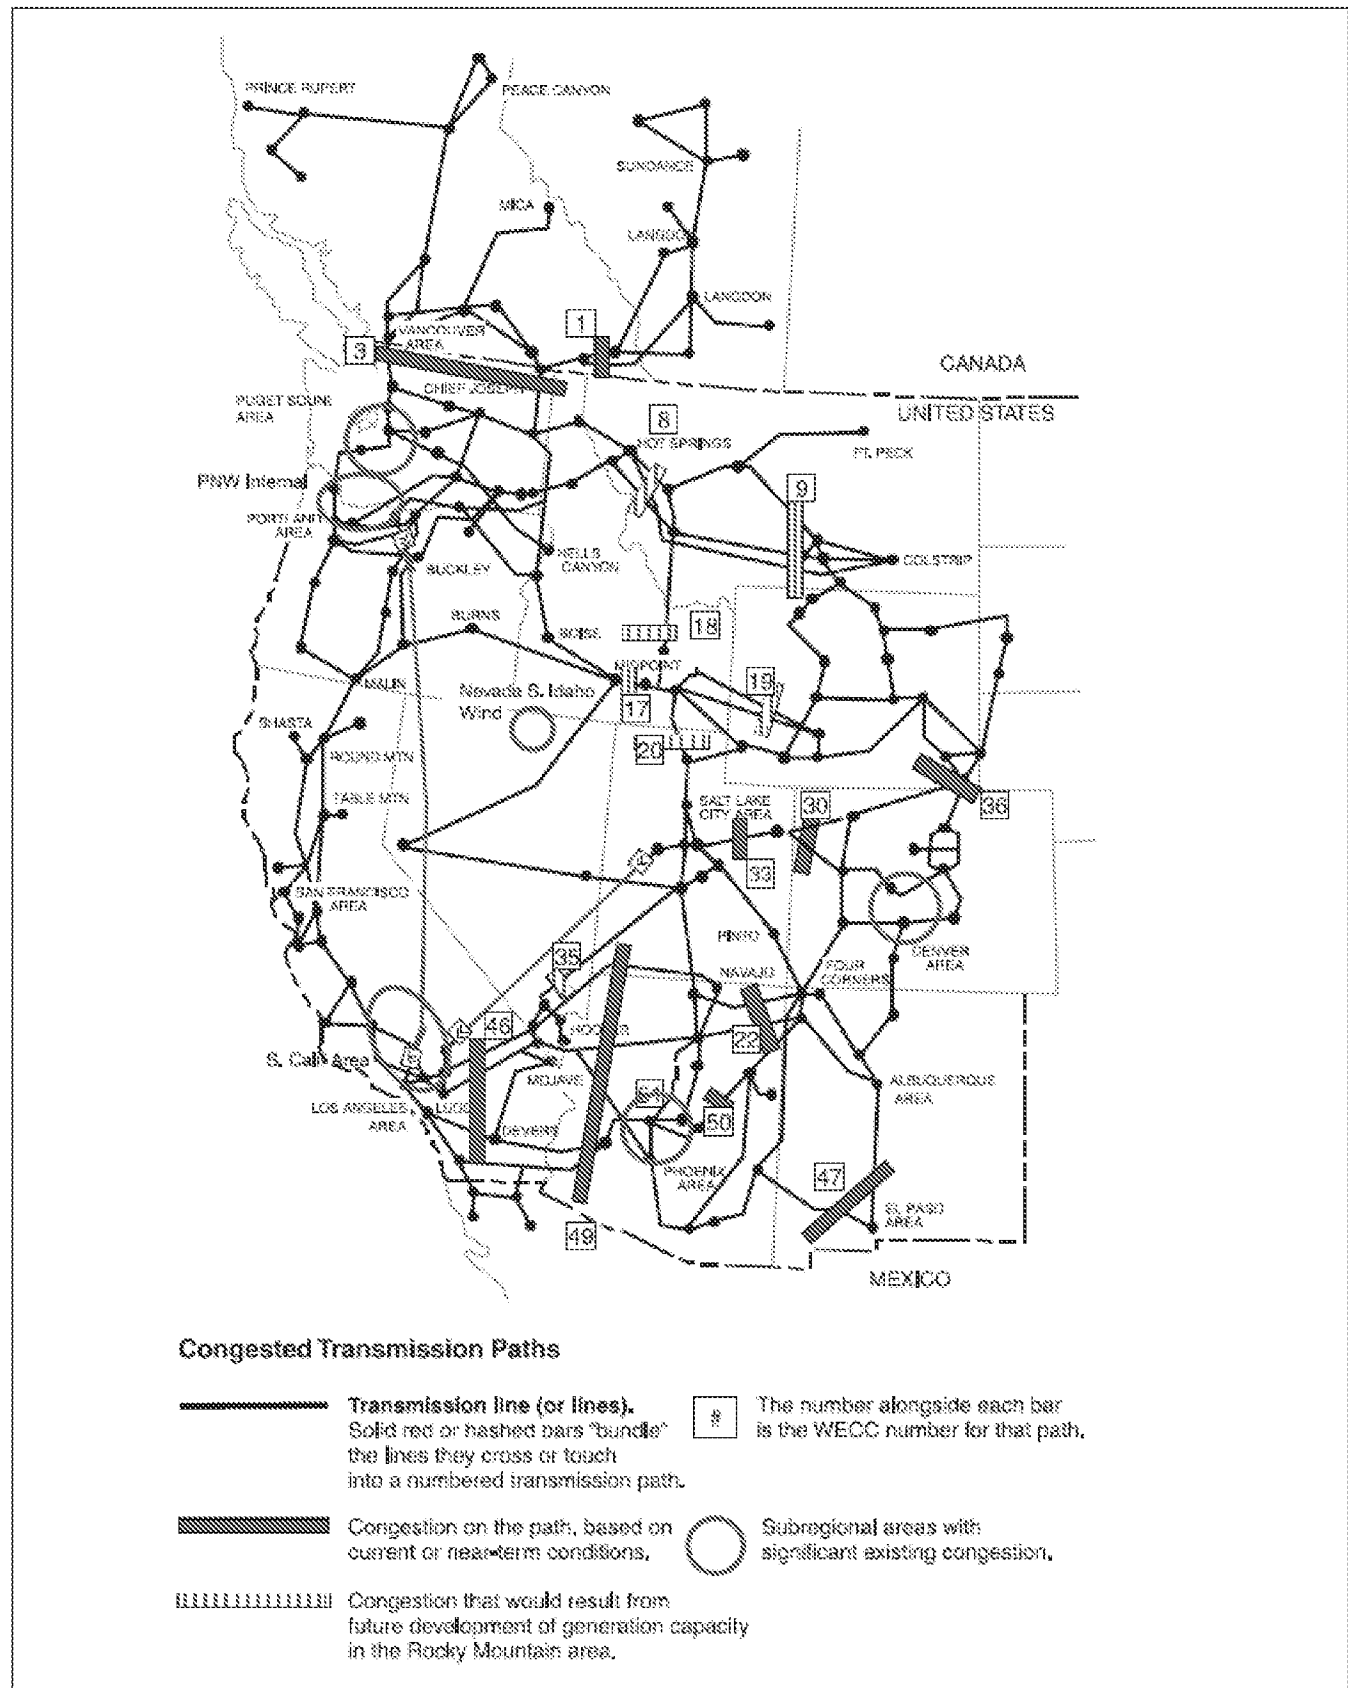 PRINCE RUPERT
PEACE CANYON
SUNDANCE
MICA
LANGDON
LANGDON
1
VANCOUVER
AREA
3
CANADA
CHIEF JOSEPH
PUGET SOUND
AREA
UNITED STATES
8
HOT SPRINGS
FT. PECK
PNW Internal
9
PORTLAND
AREA
HELLS
CANYON
COLSTRIP
BUCKLEY
BURNS
BOISE
18
MIDPOINT
MALIN
Nevada S. Idaho
Wind
19
17
SHASTA
20
ROUND MTN
TABLE MTN
SALT LAKE
CITY AREA
30
36
33
SAN FRANCISCO
AREA
PINTO
35
NAVAJO
FOUR
CORNERS
DENVER
AREA
46
HOOVER
22
S. Calif Area
MOJAVE
ALBUQUERQUE
AREA
LOS ANGELES
AREA
LUGO
54
50
DEVERS
PHOENIX
AREA
47
EL PASO
AREA
49
MEXICO
Congested Transmission Paths
Transmission line (or lines).
Solid red or hashed bars "bundle"
the lines they cross or touch
into a numbered transmission path.
#
The number alongside each bar
is the WECC number for that path.
Congestion on the path, based on
current or near-term conditions.
Subregional areas with
significant existing congestion.
Congestion that would result from
future development of generation capacity
in the Rocky Mountain area.